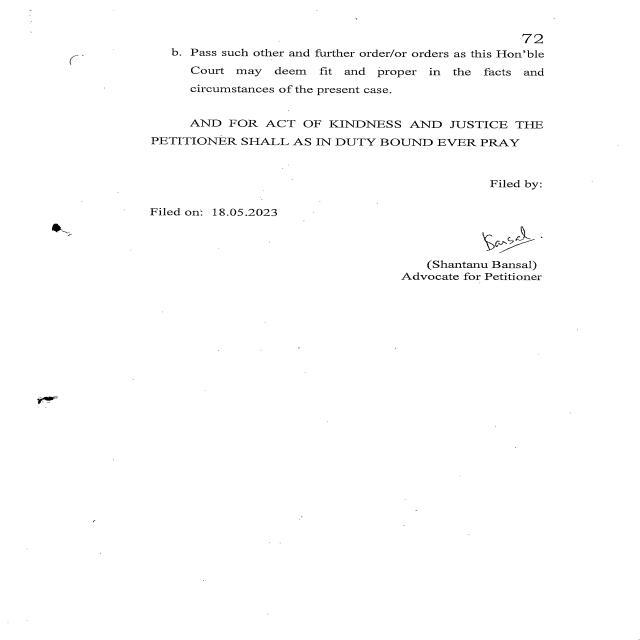 72
b. Pass such other and further order/or orders as this Hon'ble
Court may deem fit and proper in the facts and
circumstances of the present case.
AND FOR ACT OF KINDNESS AND JUSTICE THE
PETITIONER SHALL AS IN DUTY BOUND EVER PRAY
Filed by:
Filed on: 18.05.2023
Bansal.
(Shantanu Bansal)
Advocate for Petitioner